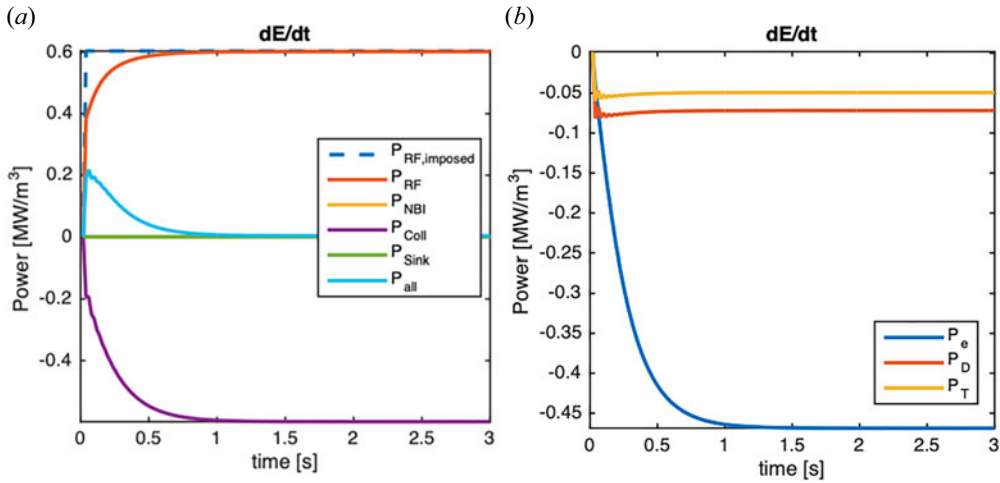 (a)
dE/dt
Power [MW/m³]
0.6
0.4
0.2
0
-0.2
-0.4
P_RF,imposed
P_RF
P_NBI
P_Coll
P_Sink
P_all
0 0.5 1 1.5 2 2.5 3
time [s]
(b)
dE/dt
Power [MW/m³]
0
-0.05
-0.1
-0.15
-0.2
-0.25
-0.3
-0.35
-0.4
-0.45
P_e
P_D
P_T
0 0.5 1.0 1.5 2 2.5 3
time [s]